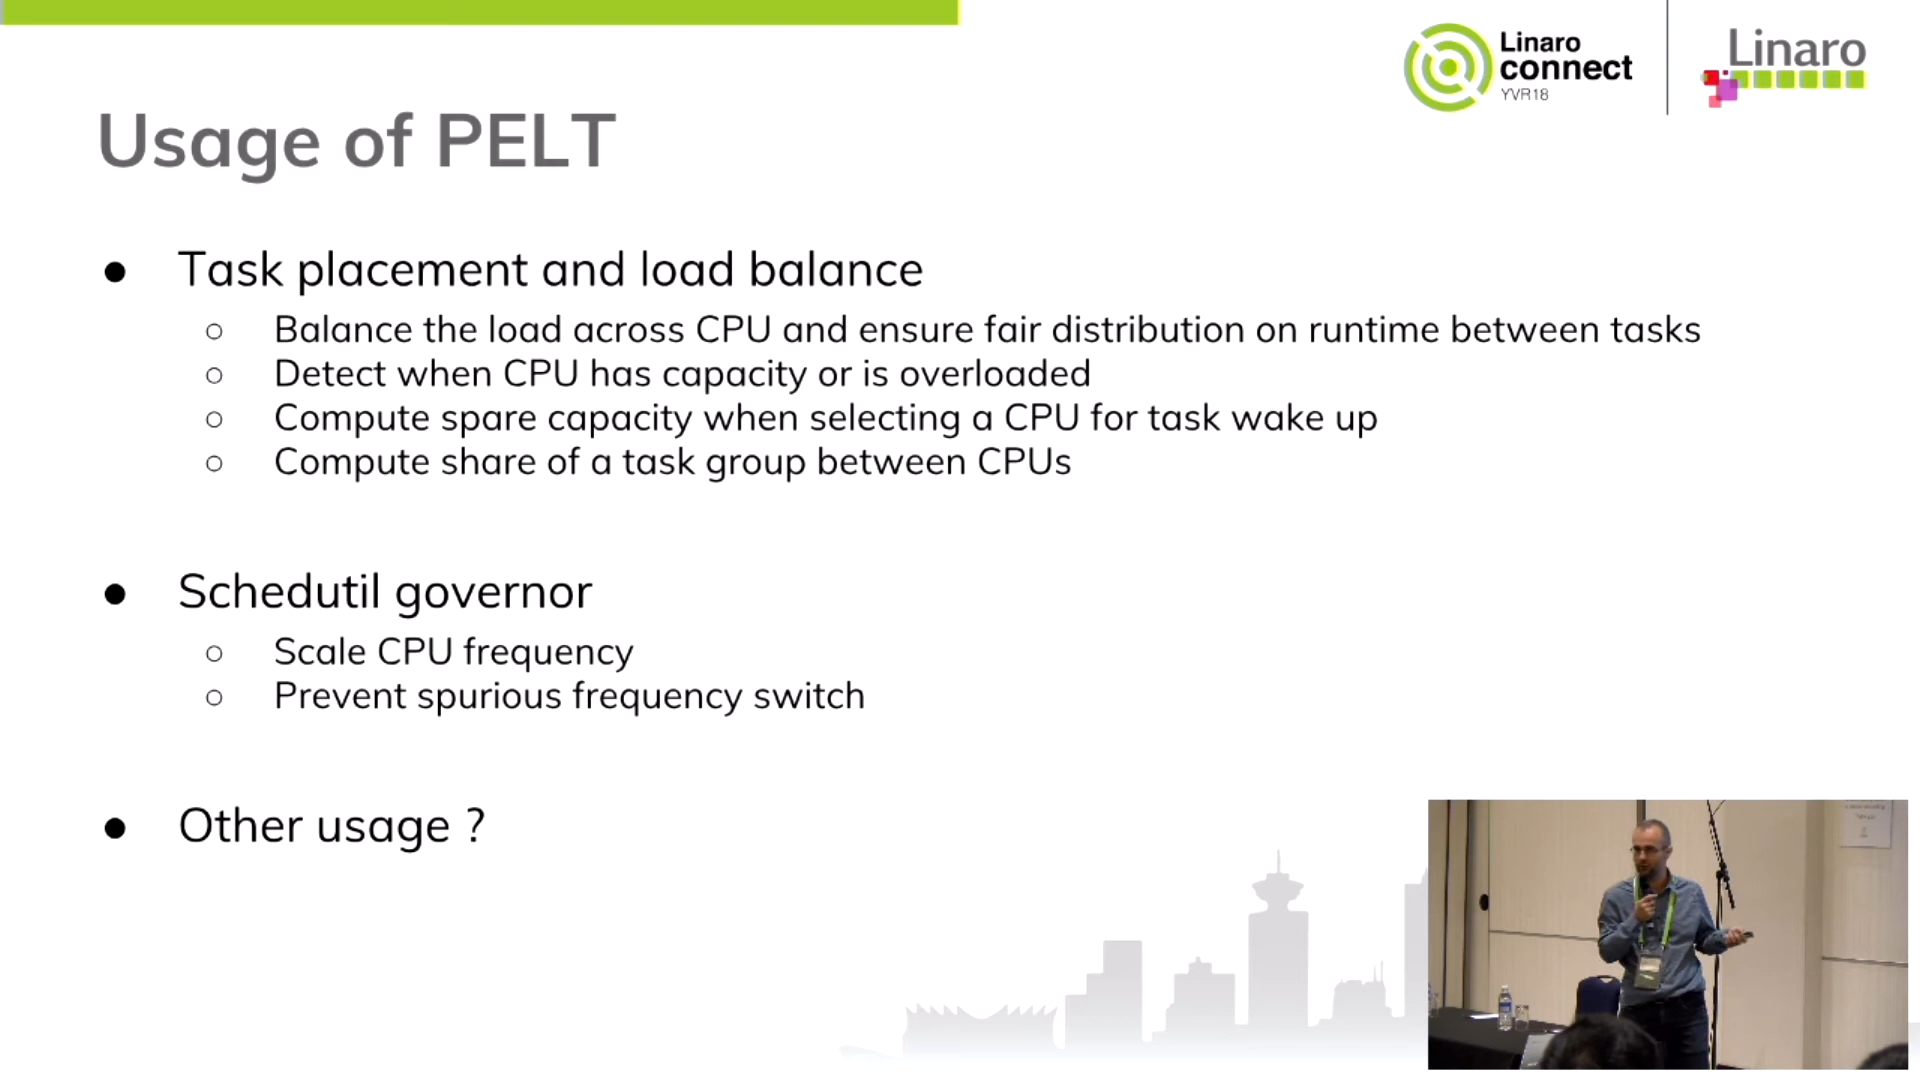 Linaro
connect
YVR18
Linaro
Usage of PELT
● Task placement and load balance
○ Balance the load across CPU and ensure fair distribution on runtime between tasks
○ Detect when CPU has capacity or is overloaded
○ Compute spare capacity when selecting a CPU for task wake up
○ Compute share of a task group between CPUs
● Schedutil governor
○ Scale CPU frequency
○ Prevent spurious frequency switch
● Other usage ?